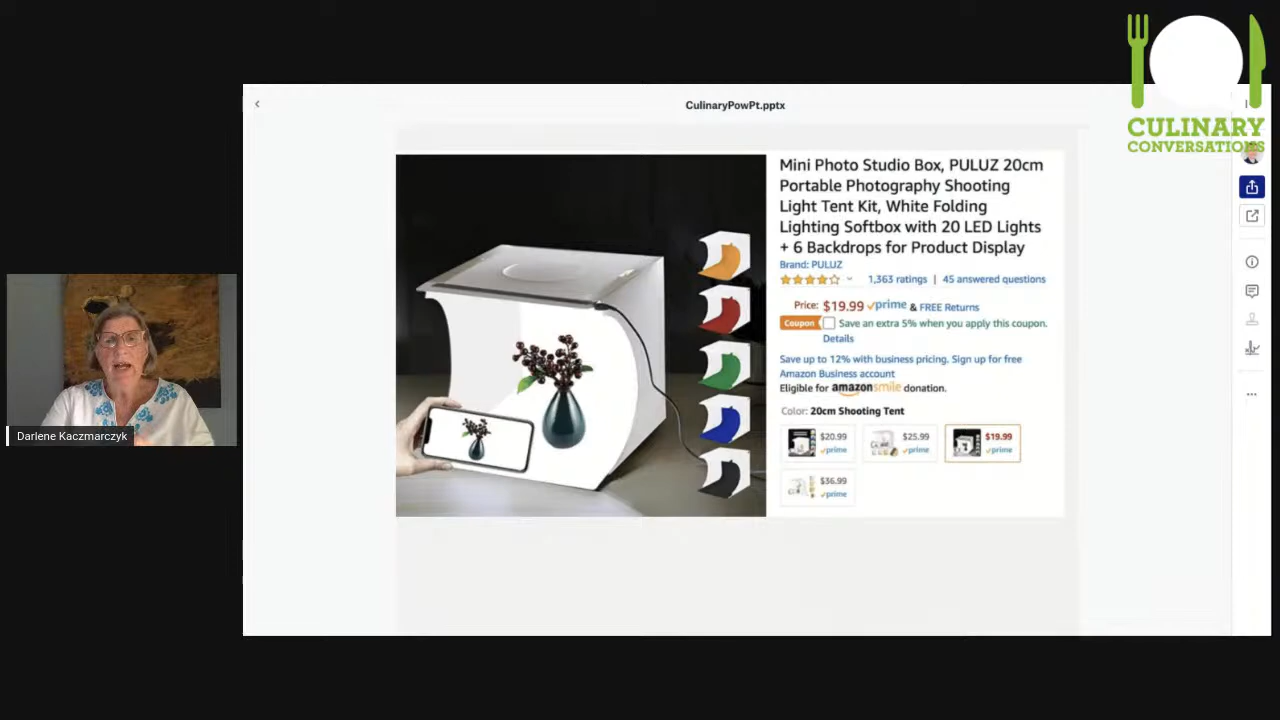 CulinaryPowPt.pptx
CULINARY
CONVERSATIONS
Mini Photo Studio Box, PULUZ 20cm
Portable Photography Shooting
Light Tent Kit, White Folding
Lighting Softbox with 20 LED Lights
+ 6 Backdrops for Product Display
Brand: PULUZ
1,363 ratings | 45 answered questions
Price: $19.99 prime & FREE Returns
Coupon Save an extra 5% when you apply this coupon.
Details
Save up to 12% with business pricing. Sign up for free
Amazon Business account
Eligible for amazonsmile donation.
Color: 20cm Shooting Tent
$20.99 prime
$25.99 prime
$19.99 prime
$36.99 prime
Darlene Kaczmarczyk